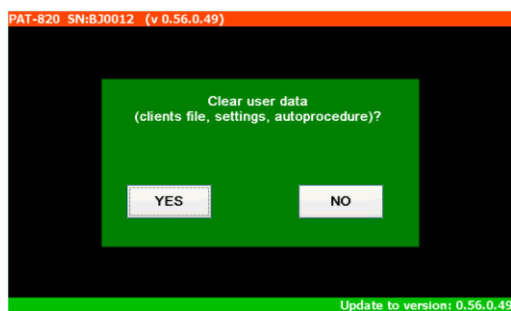 PAT-820 SN:BJ0012 (v 0.56.0.49)
Clear user data
(clients file, settings, autoprocedure)?
YES
NO
Update to version: 0.56.0.49